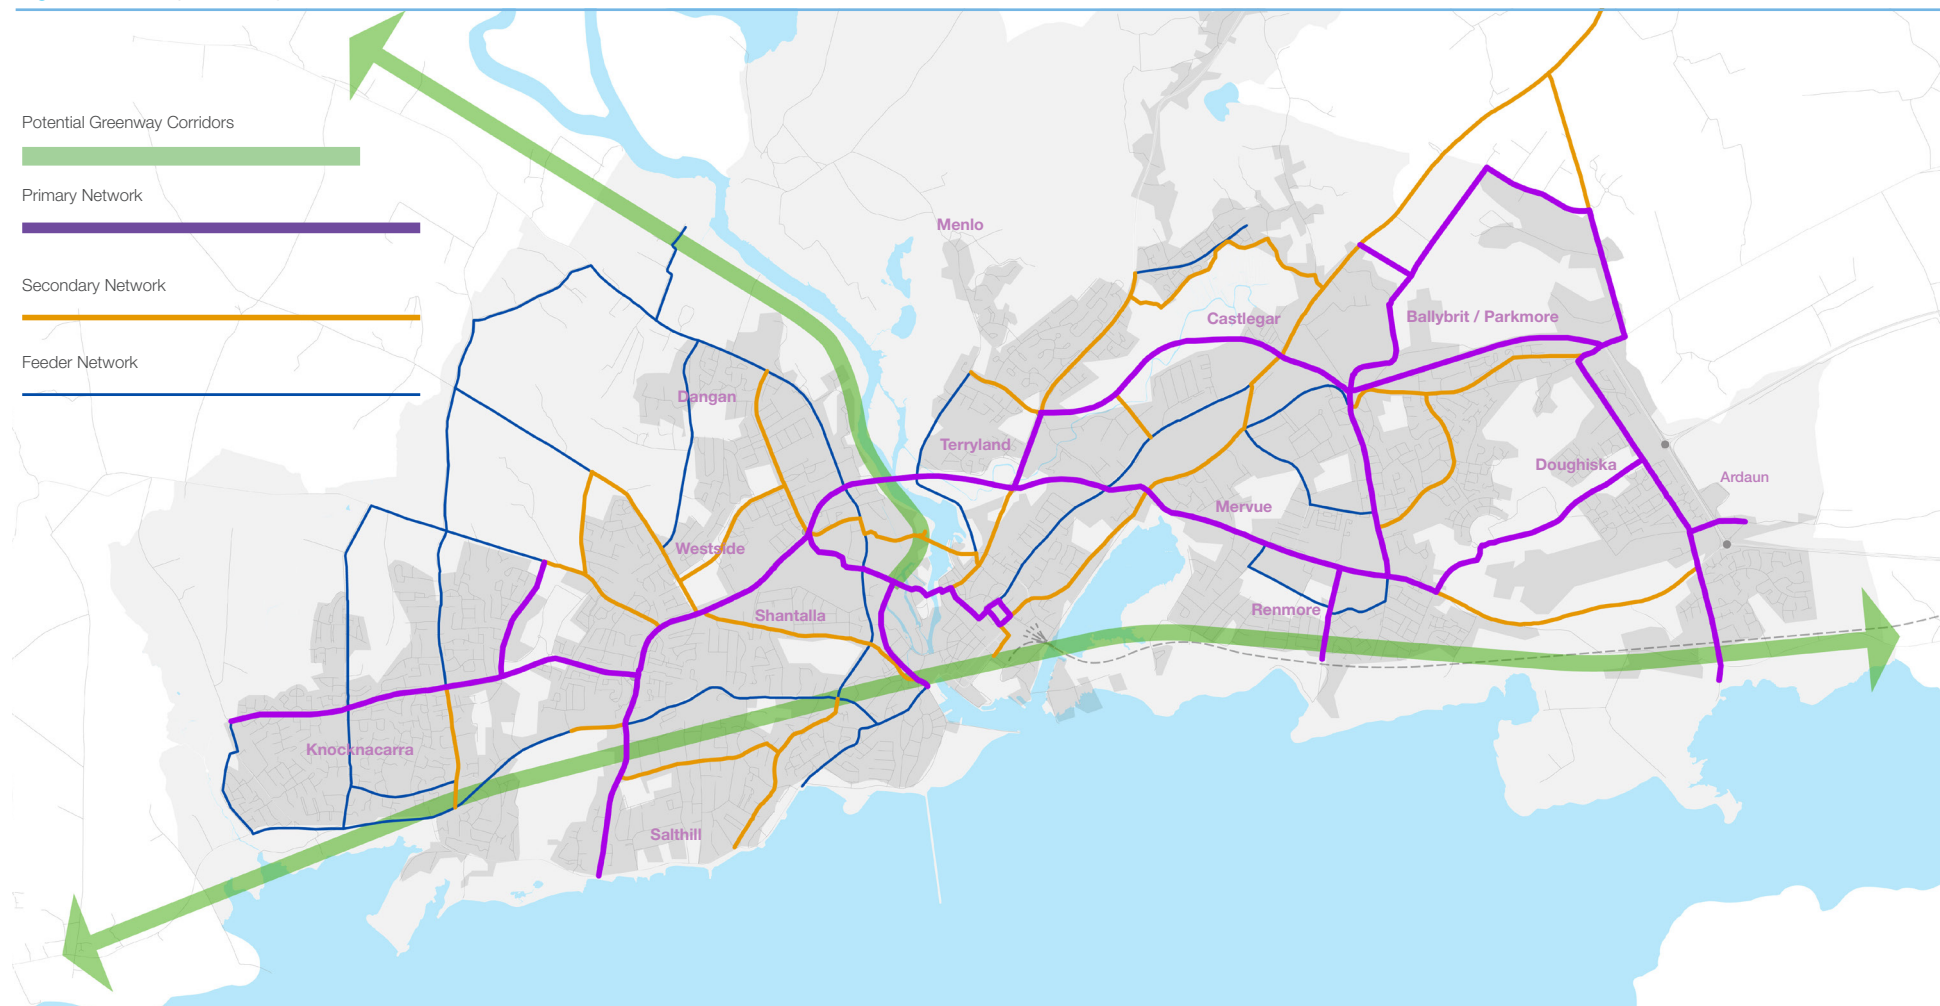 Potential Greenway Corridors
Primary Network
Secondary Network
Feeder Network
Menlo
Castlegar
Ballybrit / Parkmore
Dangan
Terryland
Doughiska
Ardaun
Mervue
Westside
Shantalla
Renmore
Knocknacarra
Salthill